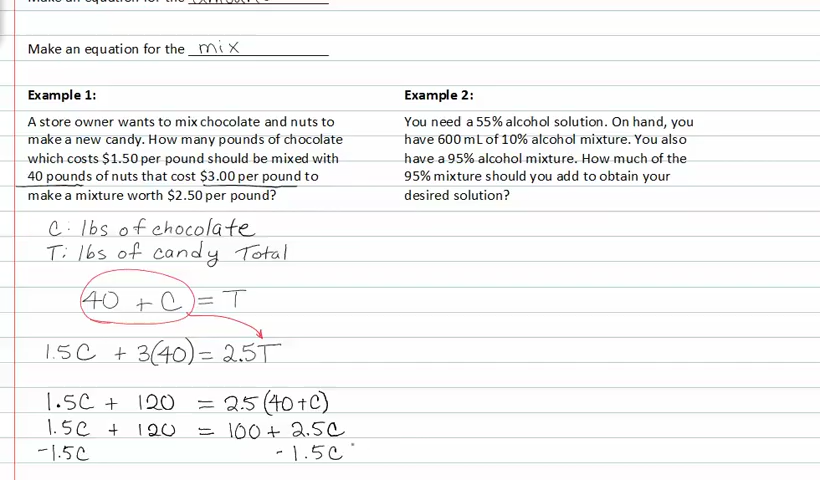 Make an equation for the
Make an equation for the mix
Example 1:
A store owner wants to mix chocolate and nuts to
make a new candy. How many pounds of chocolate
which costs $1.50 per pound should be mixed with
40 pounds of nuts that cost $3.00 per pound to
make a mixture worth $2.50 per pound?
C: lbs of chocolate
T: lbs of candy Total
40 + C = T
1.5C + 3(40) = 2.5T
1.5C + 120 = 2.5(40+C)
1.5C + 120 = 100 + 2.5C
-1.5C - 1.5C
Example 2:
You need a 55% alcohol solution. On hand, you
have 600 mL of 10% alcohol mixture. You also
have a 95% alcohol mixture. How much of the
95% mixture should you add to obtain your
desired solution?